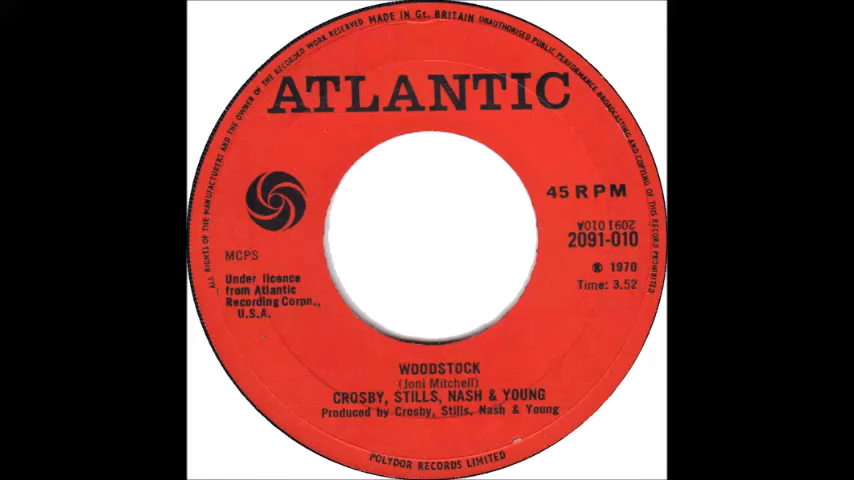 ALL RIGHTS OF THE MANUFACTURERS AND THE OWNER OF THE RECORDED WORK RESERVED MADE IN Gt. BRITAIN UNAUTHORISED PUBLIC PERFORMANCE BROADCASTING AND COPYING OF THIS RECORD PROHIBITED
ATLANTIC
45 RPM
2091 010A
2091-010
MCPS
℗ 1970
Under licence
from Atlantic
Recording Corpn.,
U.S.A.
Time: 3.52
WOODSTOCK
(Joni Mitchell)
CROSBY, STILLS, NASH & YOUNG
Produced by Crosby, Stills, Nash & Young
POLYDOR RECORDS LIMITED